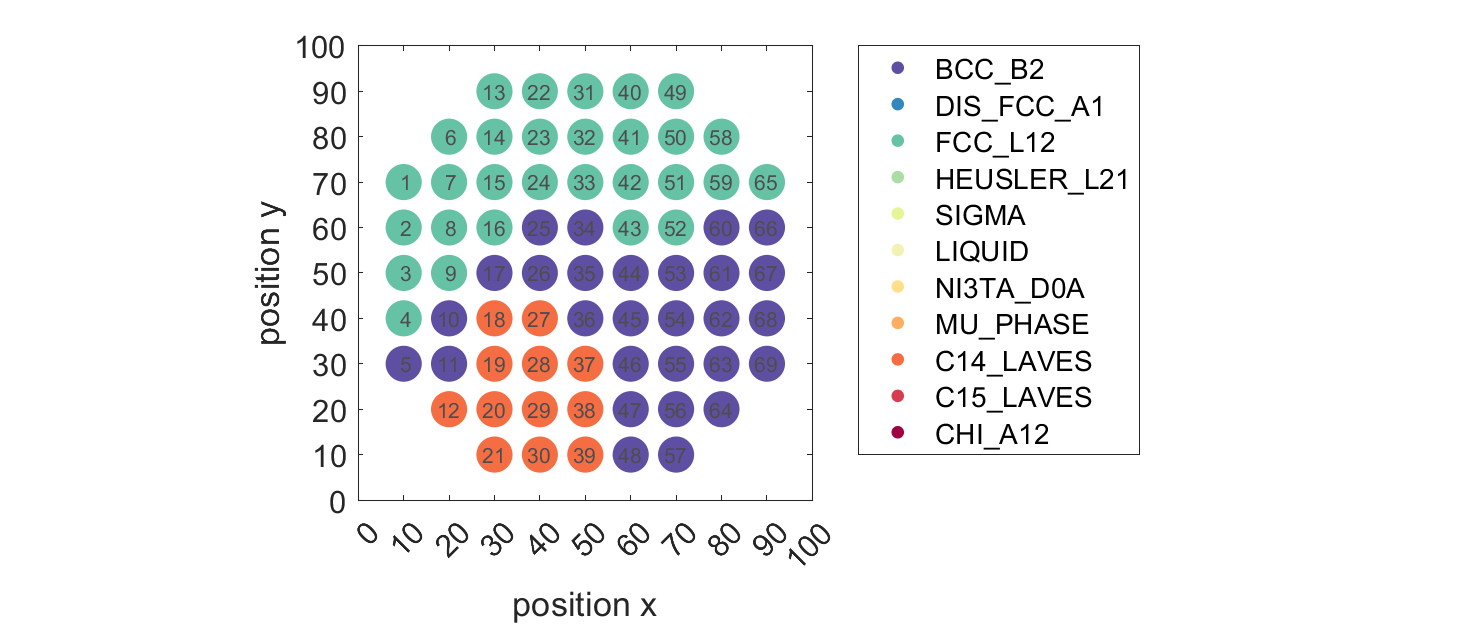 100
13 22 31 40 49
90
6 14 23 32 41 50 58
80
1 7 15 24 33 42 51 59 65
70
2 8 16 25 34 43 52 60 66
60
3 9 17 26 35 44 53 61 67
50
4 10 18 27 36 45 54 62 68
40
5 11 19 28 37 46 55 63 69
30
12 20 29 38 47 56 64
20
21 30 39 48 57
10
0
position y
0 10 20 30 40 50 60 70 80 90 100
position x
BCC_B2
DIS_FCC_A1
FCC_L12
HEUSLER_L21
SIGMA
LIQUID
NI3TA_D0A
MU_PHASE
C14_LAVES
C15_LAVES
CHI_A12